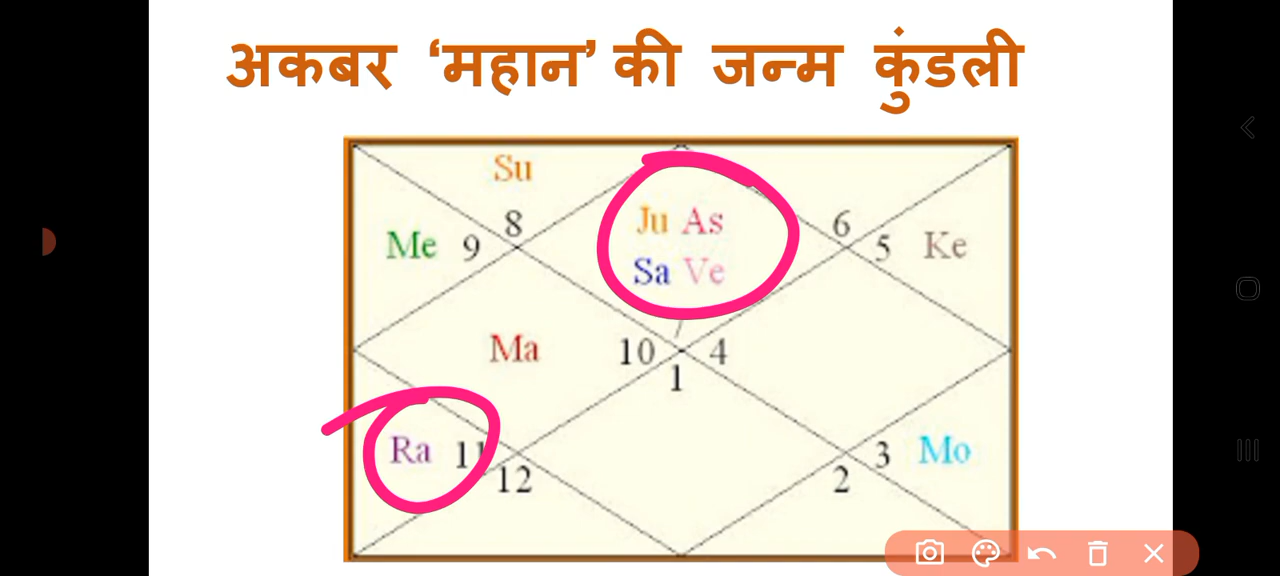 अकबर ‘महान’ की जन्म कुंडली
Su
Ju As
Me 9 8
6 5 Ke
Sa Ve
Ma 10 4
1
Ra 11 12
2 3 Mo